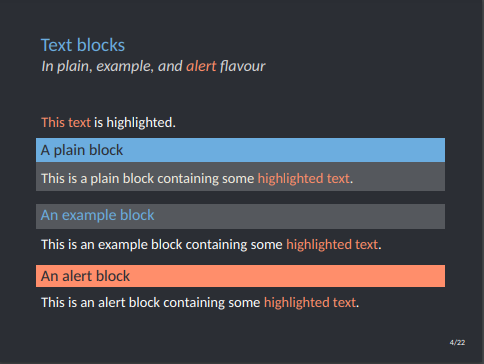 Text blocks
In plain, example, and alert flavour
This text is highlighted.
A plain block
This is a plain block containing some highlighted text.
An example block
This is an example block containing some highlighted text.
An alert block
This is an alert block containing some highlighted text.
4/22